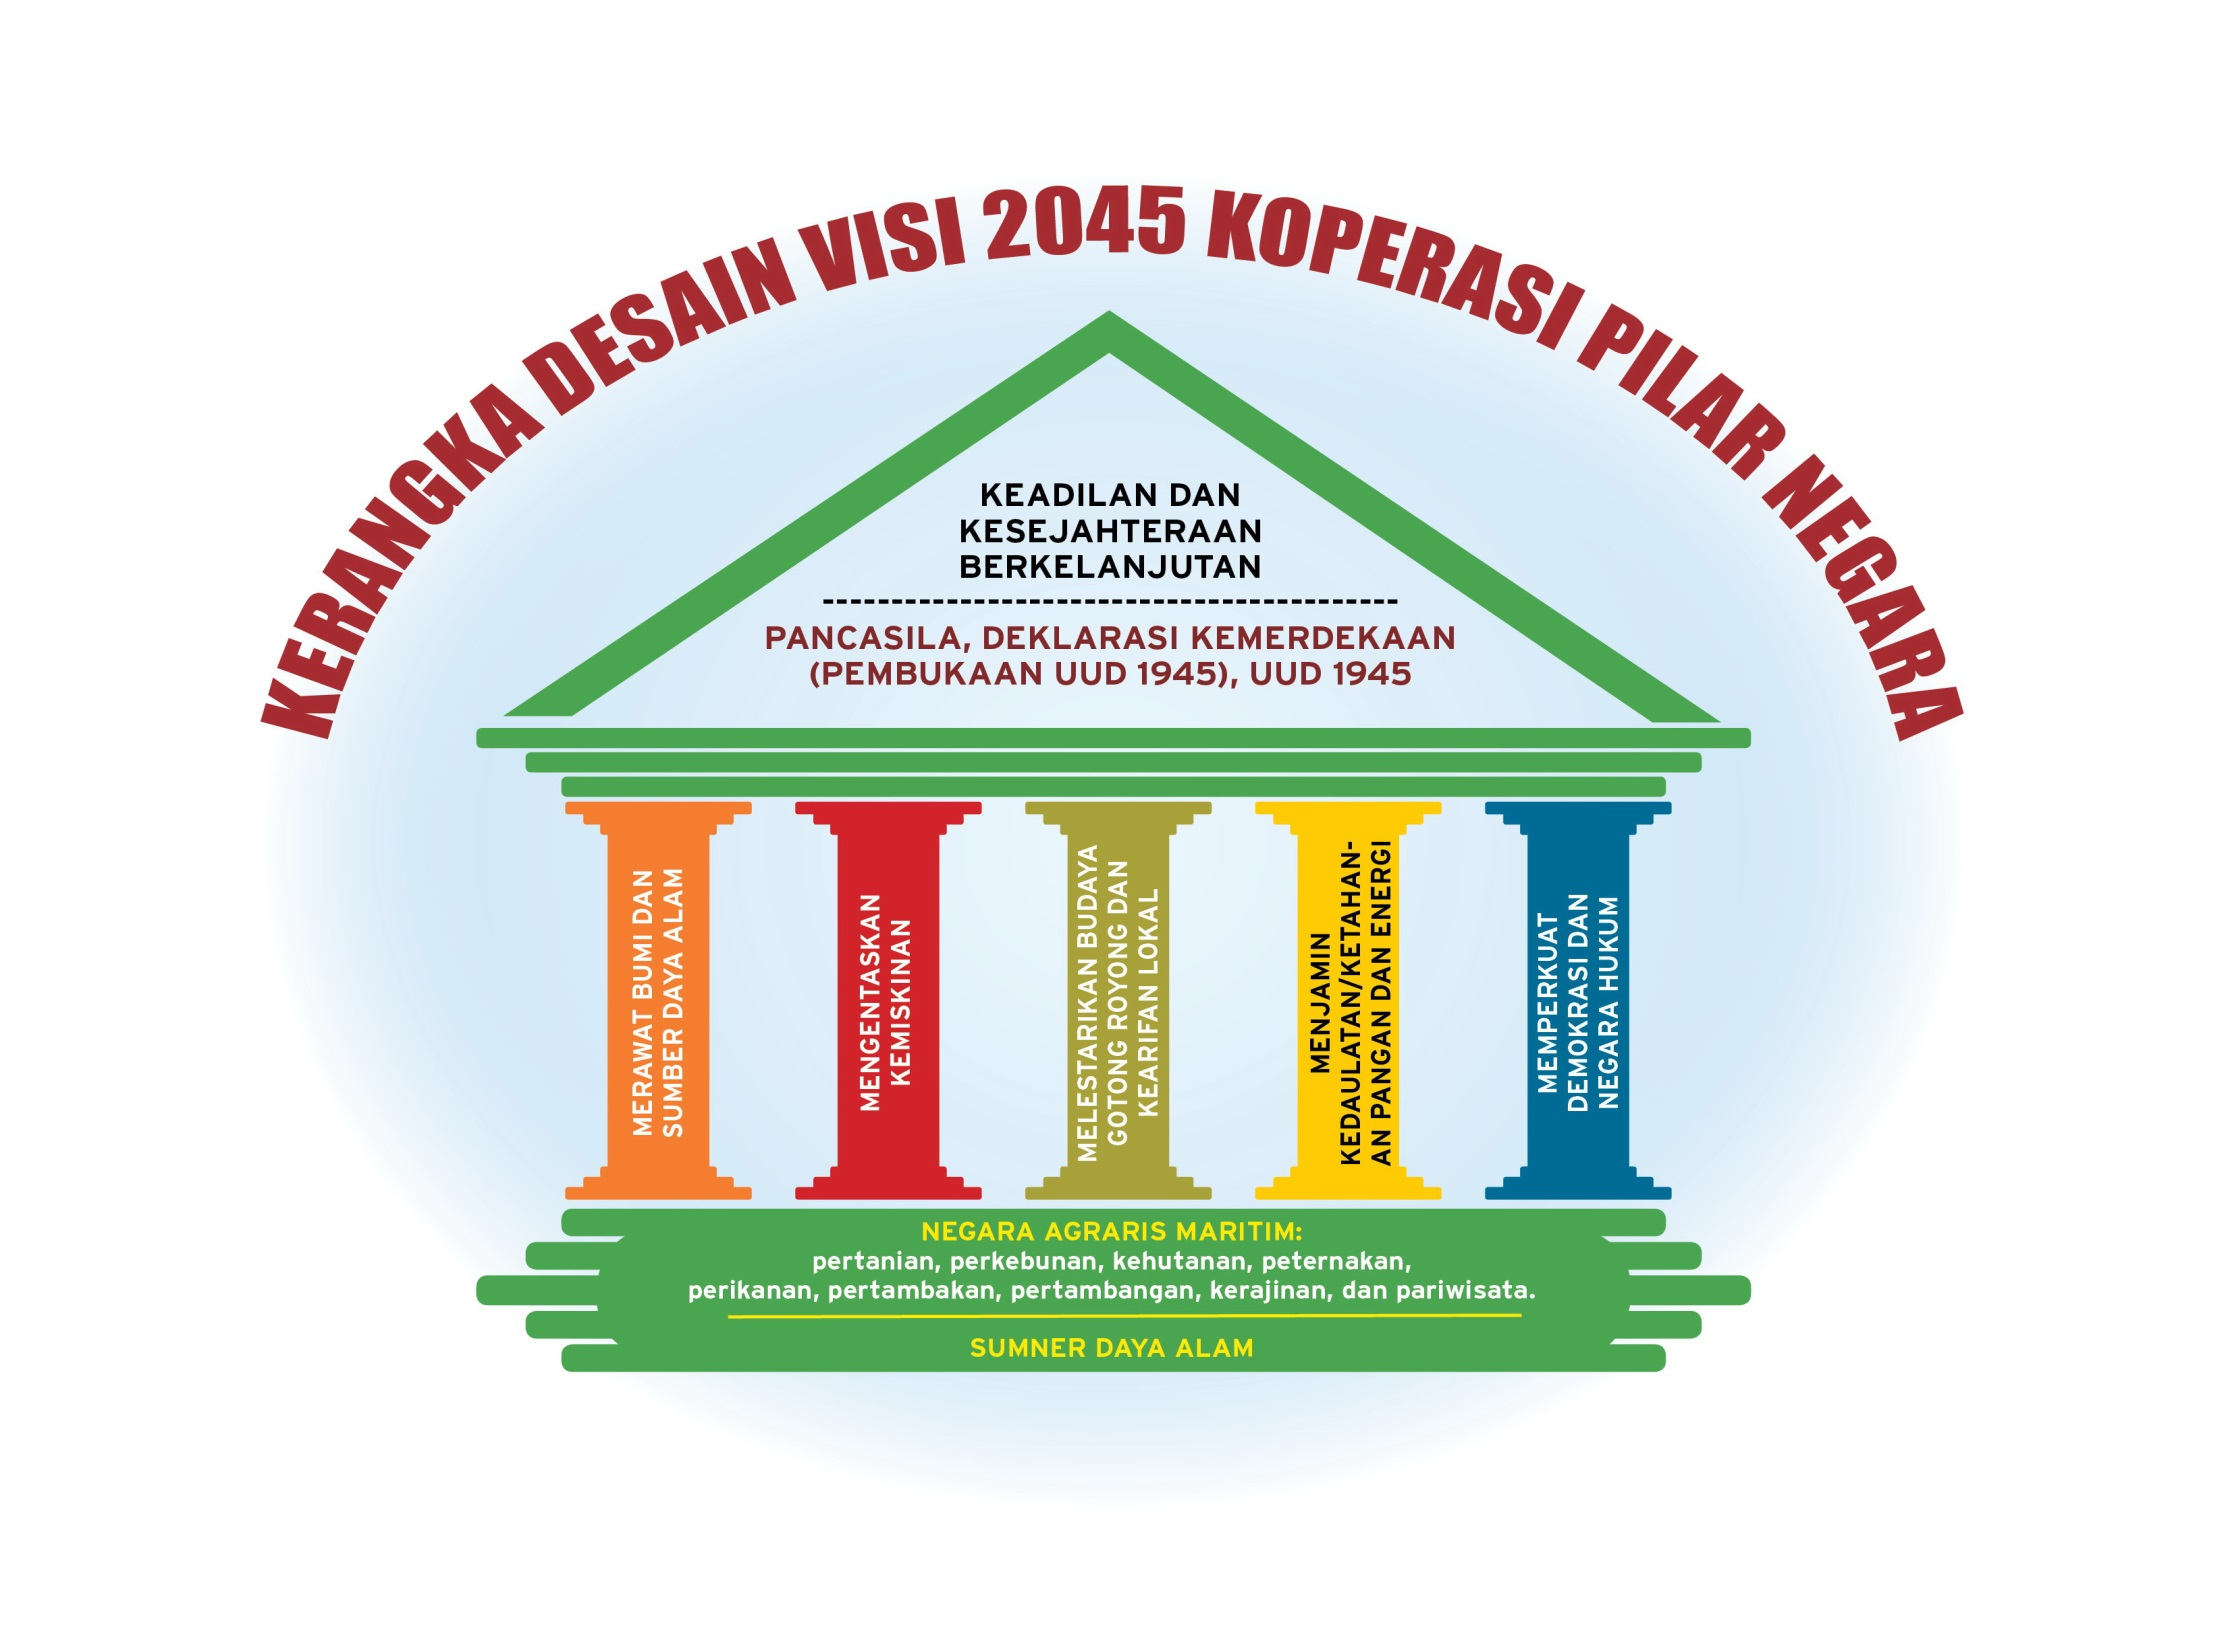 KERANGKA DESAIN VISI 2045 KOPERASI PILAR NEGARA
KEADILAN DAN
KESEJAHTERAAN
BERKELANJUTAN
PANCASILA, DEKLARASI KEMERDEKAAN
(PEMBUKAAN UUD 1945), UUD 1945
MERAWAT BUMI DAN
SUMBER DAYA ALAM
MENGENTASKAN
KEMISKINAN
MELESTARIKAN BUDAYA
GOTONG ROYONG DAN
KEARIFAN LOKAL
MENJAMIN
KEDAULATAN/KETAHAN-
AN PANGAN DAN ENERGI
MEMPERKUAT
DEMOKRASI DAN
NEGARA HUKUM
NEGARA AGRARIS MARITIM:
pertanian, perkebunan, kehutanan, peternakan,
perikanan, pertambakan, pertambangan, kerajinan, dan pariwisata.
SUMNER DAYA ALAM